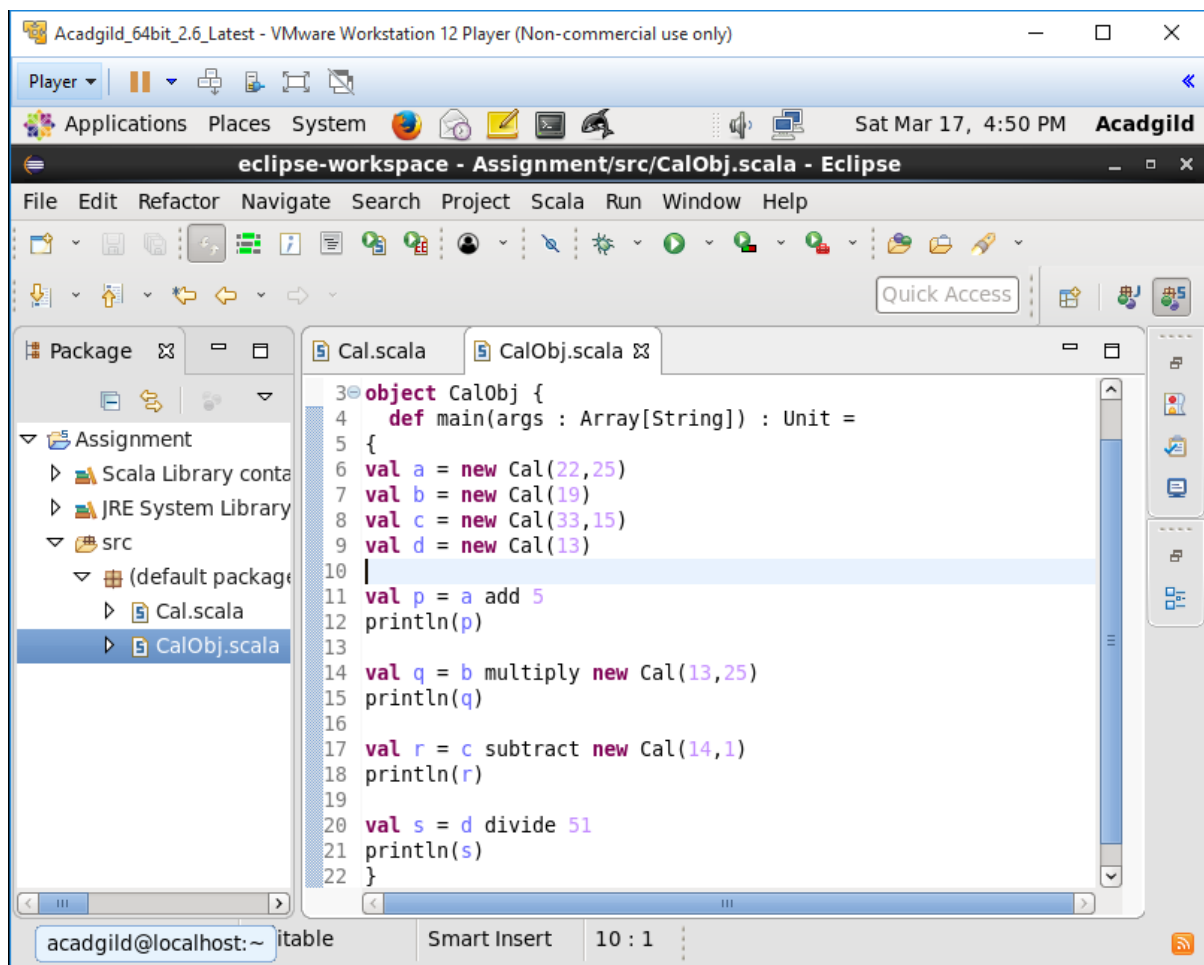 Acadgild_64bit_2.6_Latest - VMware Workstation 12 Player (Non-commercial use only)
Player
Applications Places System Sat Mar 17, 4:50 PM Acadgild
eclipse-workspace - Assignment/src/CalObj.scala - Eclipse
File Edit Refactor Navigate Search Project Scala Run Window Help
Quick Access
Package
Assignment
Scala Library conta
JRE System Library
src
(default package
Cal.scala
CalObj.scala
Cal.scala CalObj.scala
3 object CalObj {
4 def main(args : Array[String]) : Unit =
5 {
6 val a = new Cal(22,25)
7 val b = new Cal(19)
8 val c = new Cal(33,15)
9 val d = new Cal(13)
10
11 val p = a add 5
12 println(p)
13
14 val q = b multiply new Cal(13,25)
15 println(q)
16
17 val r = c subtract new Cal(14,1)
18 println(r)
19
20 val s = d divide 51
21 println(s)
22 }
acadgild@localhost:~ itable Smart Insert 10 : 1